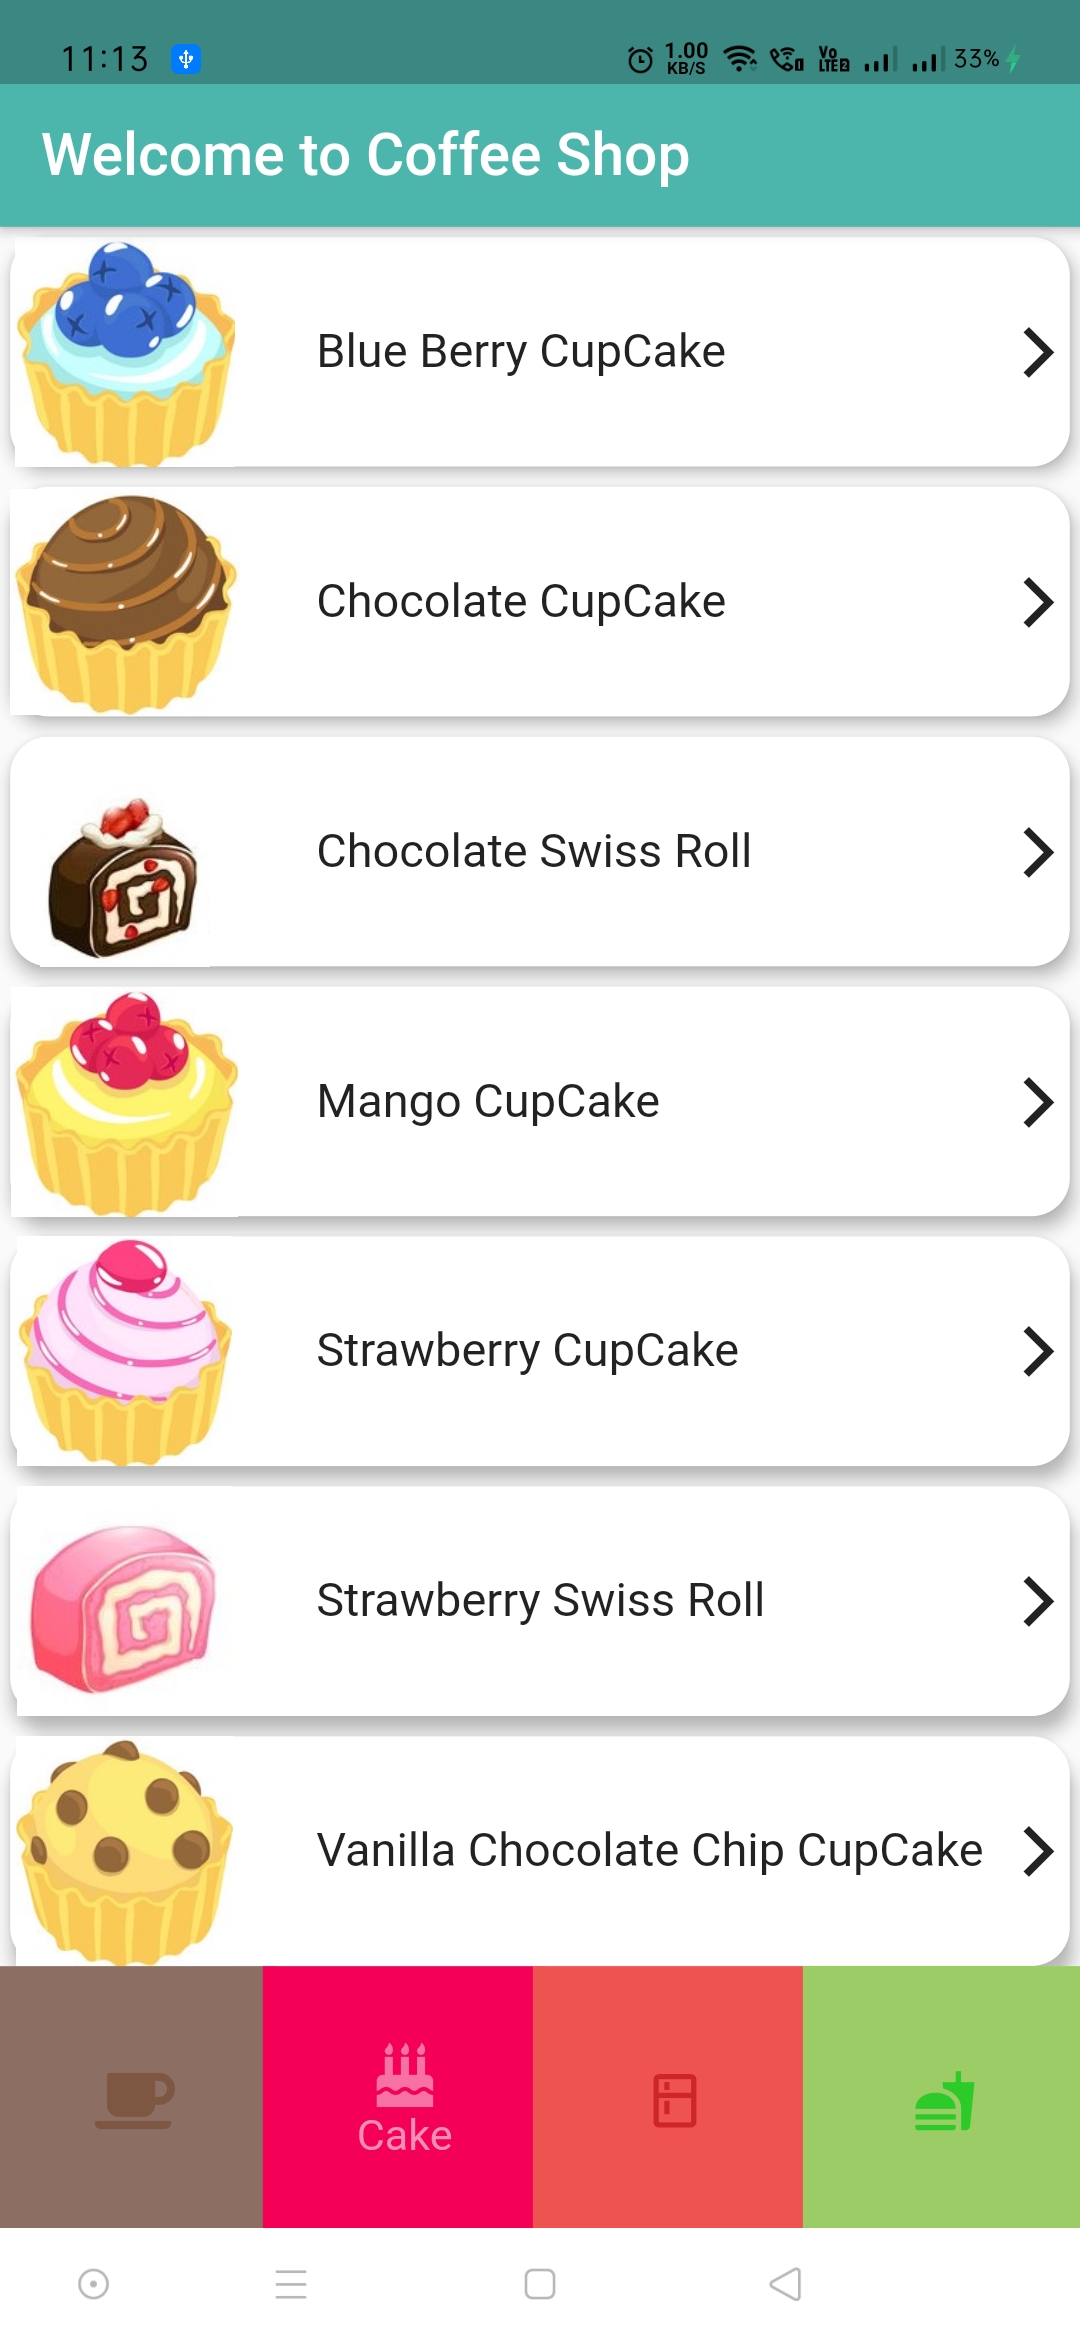 11:13
1.00 KB/S
Vo LTE2
33%
Welcome to Coffee Shop
Blue Berry CupCake
Chocolate CupCake
Chocolate Swiss Roll
Mango CupCake
Strawberry CupCake
Strawberry Swiss Roll
Vanilla Chocolate Chip CupCake
Cake